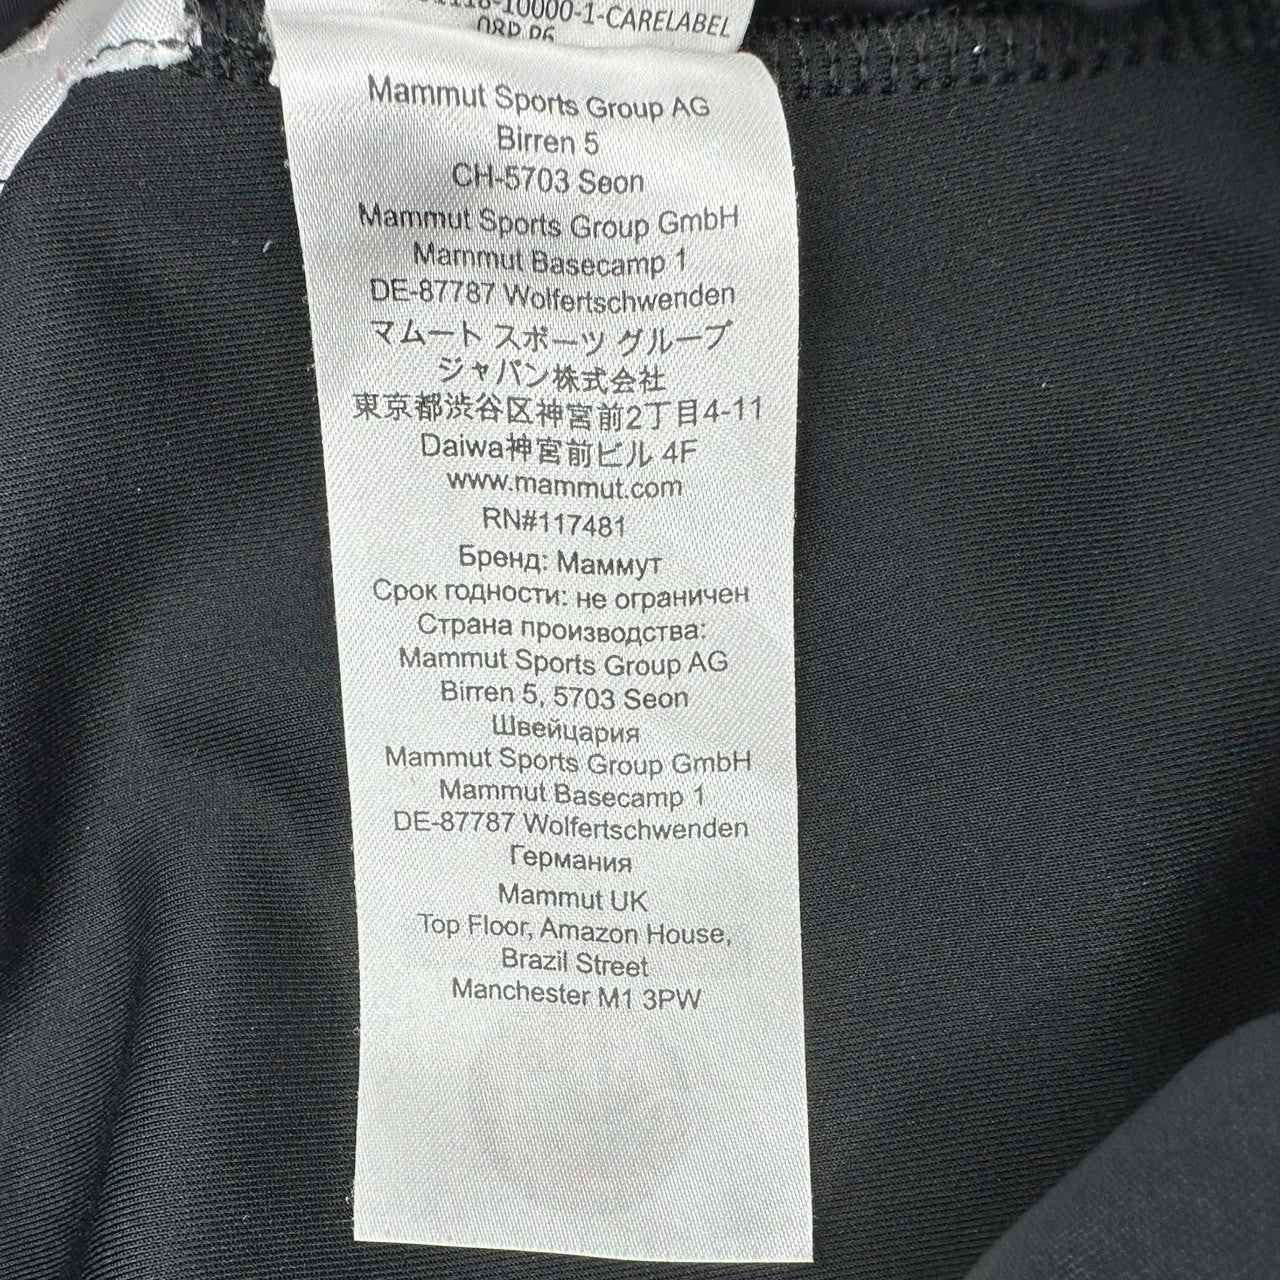 -10000-1-CARELABEL
Mammut Sports Group AG
Birren 5
CH-5703 Seon
Mammut Sports Group GmbH
Mammut Basecamp 1
DE-87787 Wolfertschwenden
マムート スポーツ グループ
ジャパン株式会社
東京都渋谷区神宮前2丁目4-11
Daiwa神宮前ビル 4F
www.mammut.com
RN#117481
Бренд: Маммут
Срок годности: не ограничен
Страна производства:
Mammut Sports Group AG
Birren 5, 5703 Seon
Швейцария
Mammut Sports Group GmbH
Mammut Basecamp 1
DE-87787 Wolfertschwenden
Германия
Mammut UK
Top Floor, Amazon House,
Brazil Street
Manchester M1 3PW